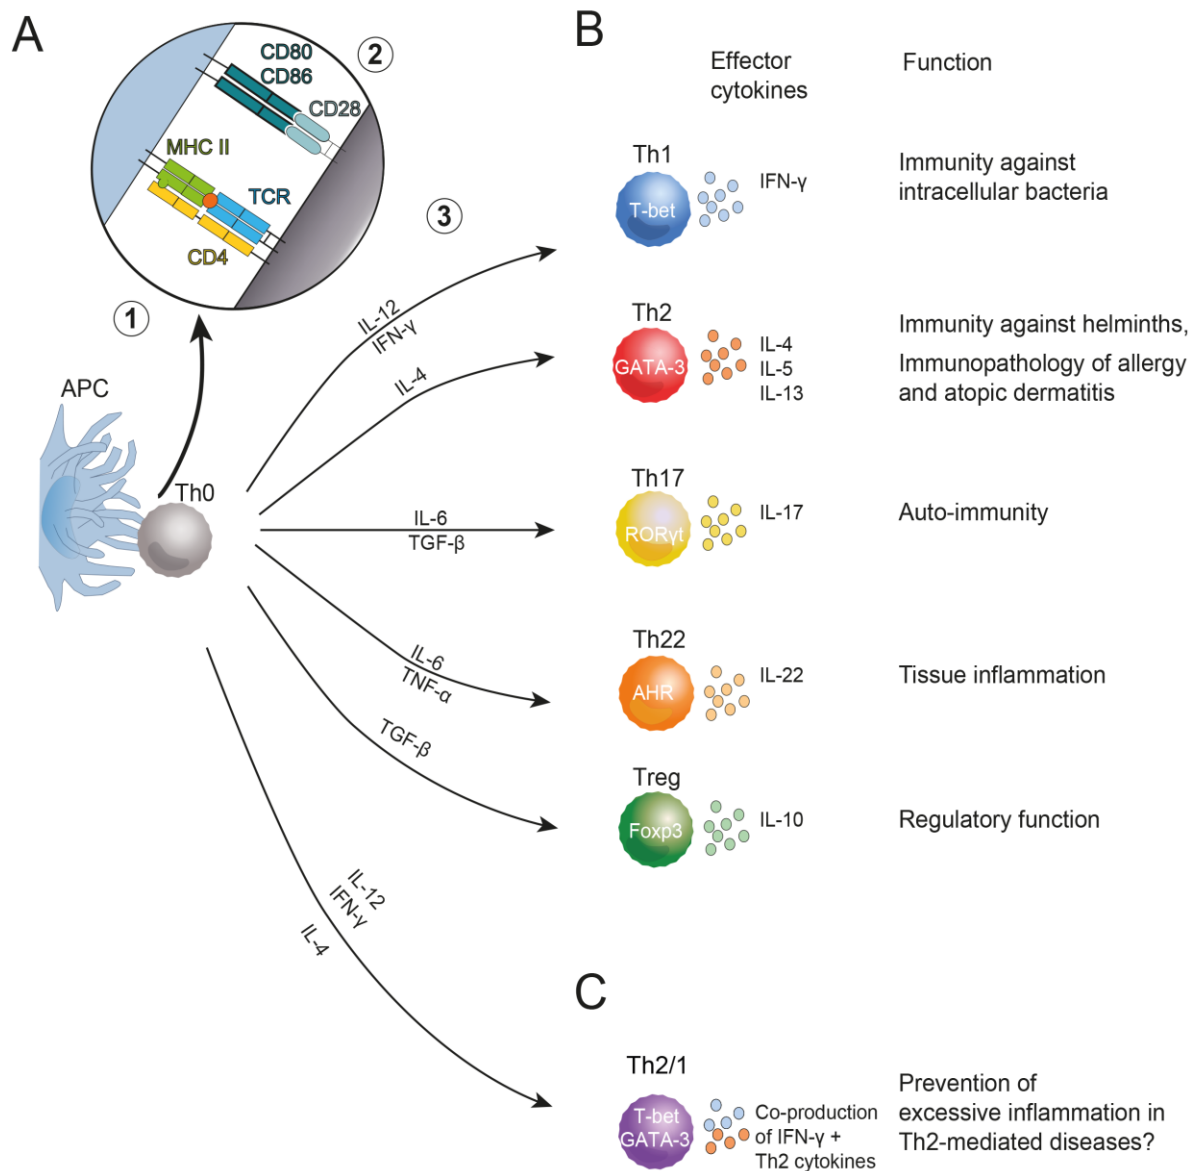 A
CD80
CD86
CD28
MHC II
TCR
CD4
2
1
3
APC
Th0
IL-12
IFN-γ
IL-4
IL-6
TGF-β
IL-6
TNF-α
TGF-β
IL-12
IFN-γ
IL-4
B
Effector
cytokines
Function
Th1
T-bet
IFN-γ
Immunity against
intracellular bacteria
Th2
GATA-3
IL-4
IL-5
IL-13
Immunity against helminths,
Immunopathology of allergy
and atopic dermatitis
Th17
RORγt
IL-17
Auto-immunity
Th22
AHR
IL-22
Tissue inflammation
Treg
Foxp3
IL-10
Regulatory function
C
Th2/1
T-bet
GATA-3
Co-production
of IFN-γ +
Th2 cytokines
Prevention of
excessive inflammation in
Th2-mediated diseases?